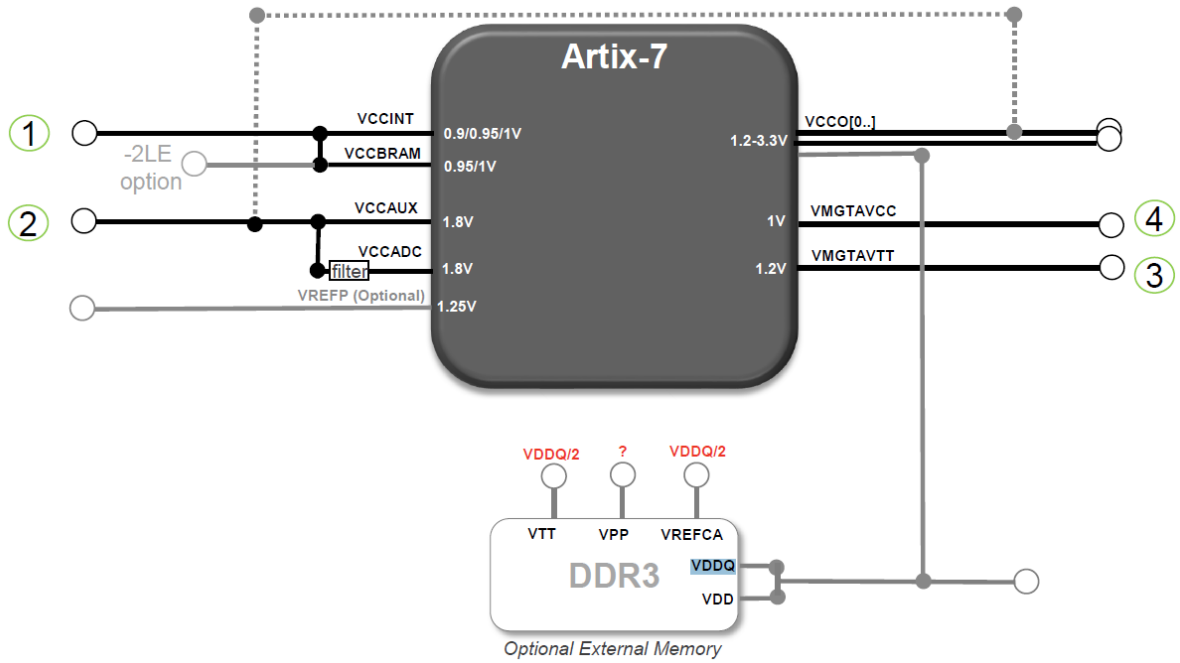 Artix-7
1
VCCINT
0.9/0.95/1V
VCCO[0..]
1.2-3.3V
-2LE
option
VCCBRAM
0.95/1V
2
VCCAUX
1.8V
1V
VMGTAVCC
4
VCCADC
filter
1.8V
1.2V
VMGTAVTT
3
VREFP (Optional)
1.25V
VDDQ/2
?
VDDQ/2
VTT
VPP
VREFCA
DDR3
VDDQ
VDD
Optional External Memory